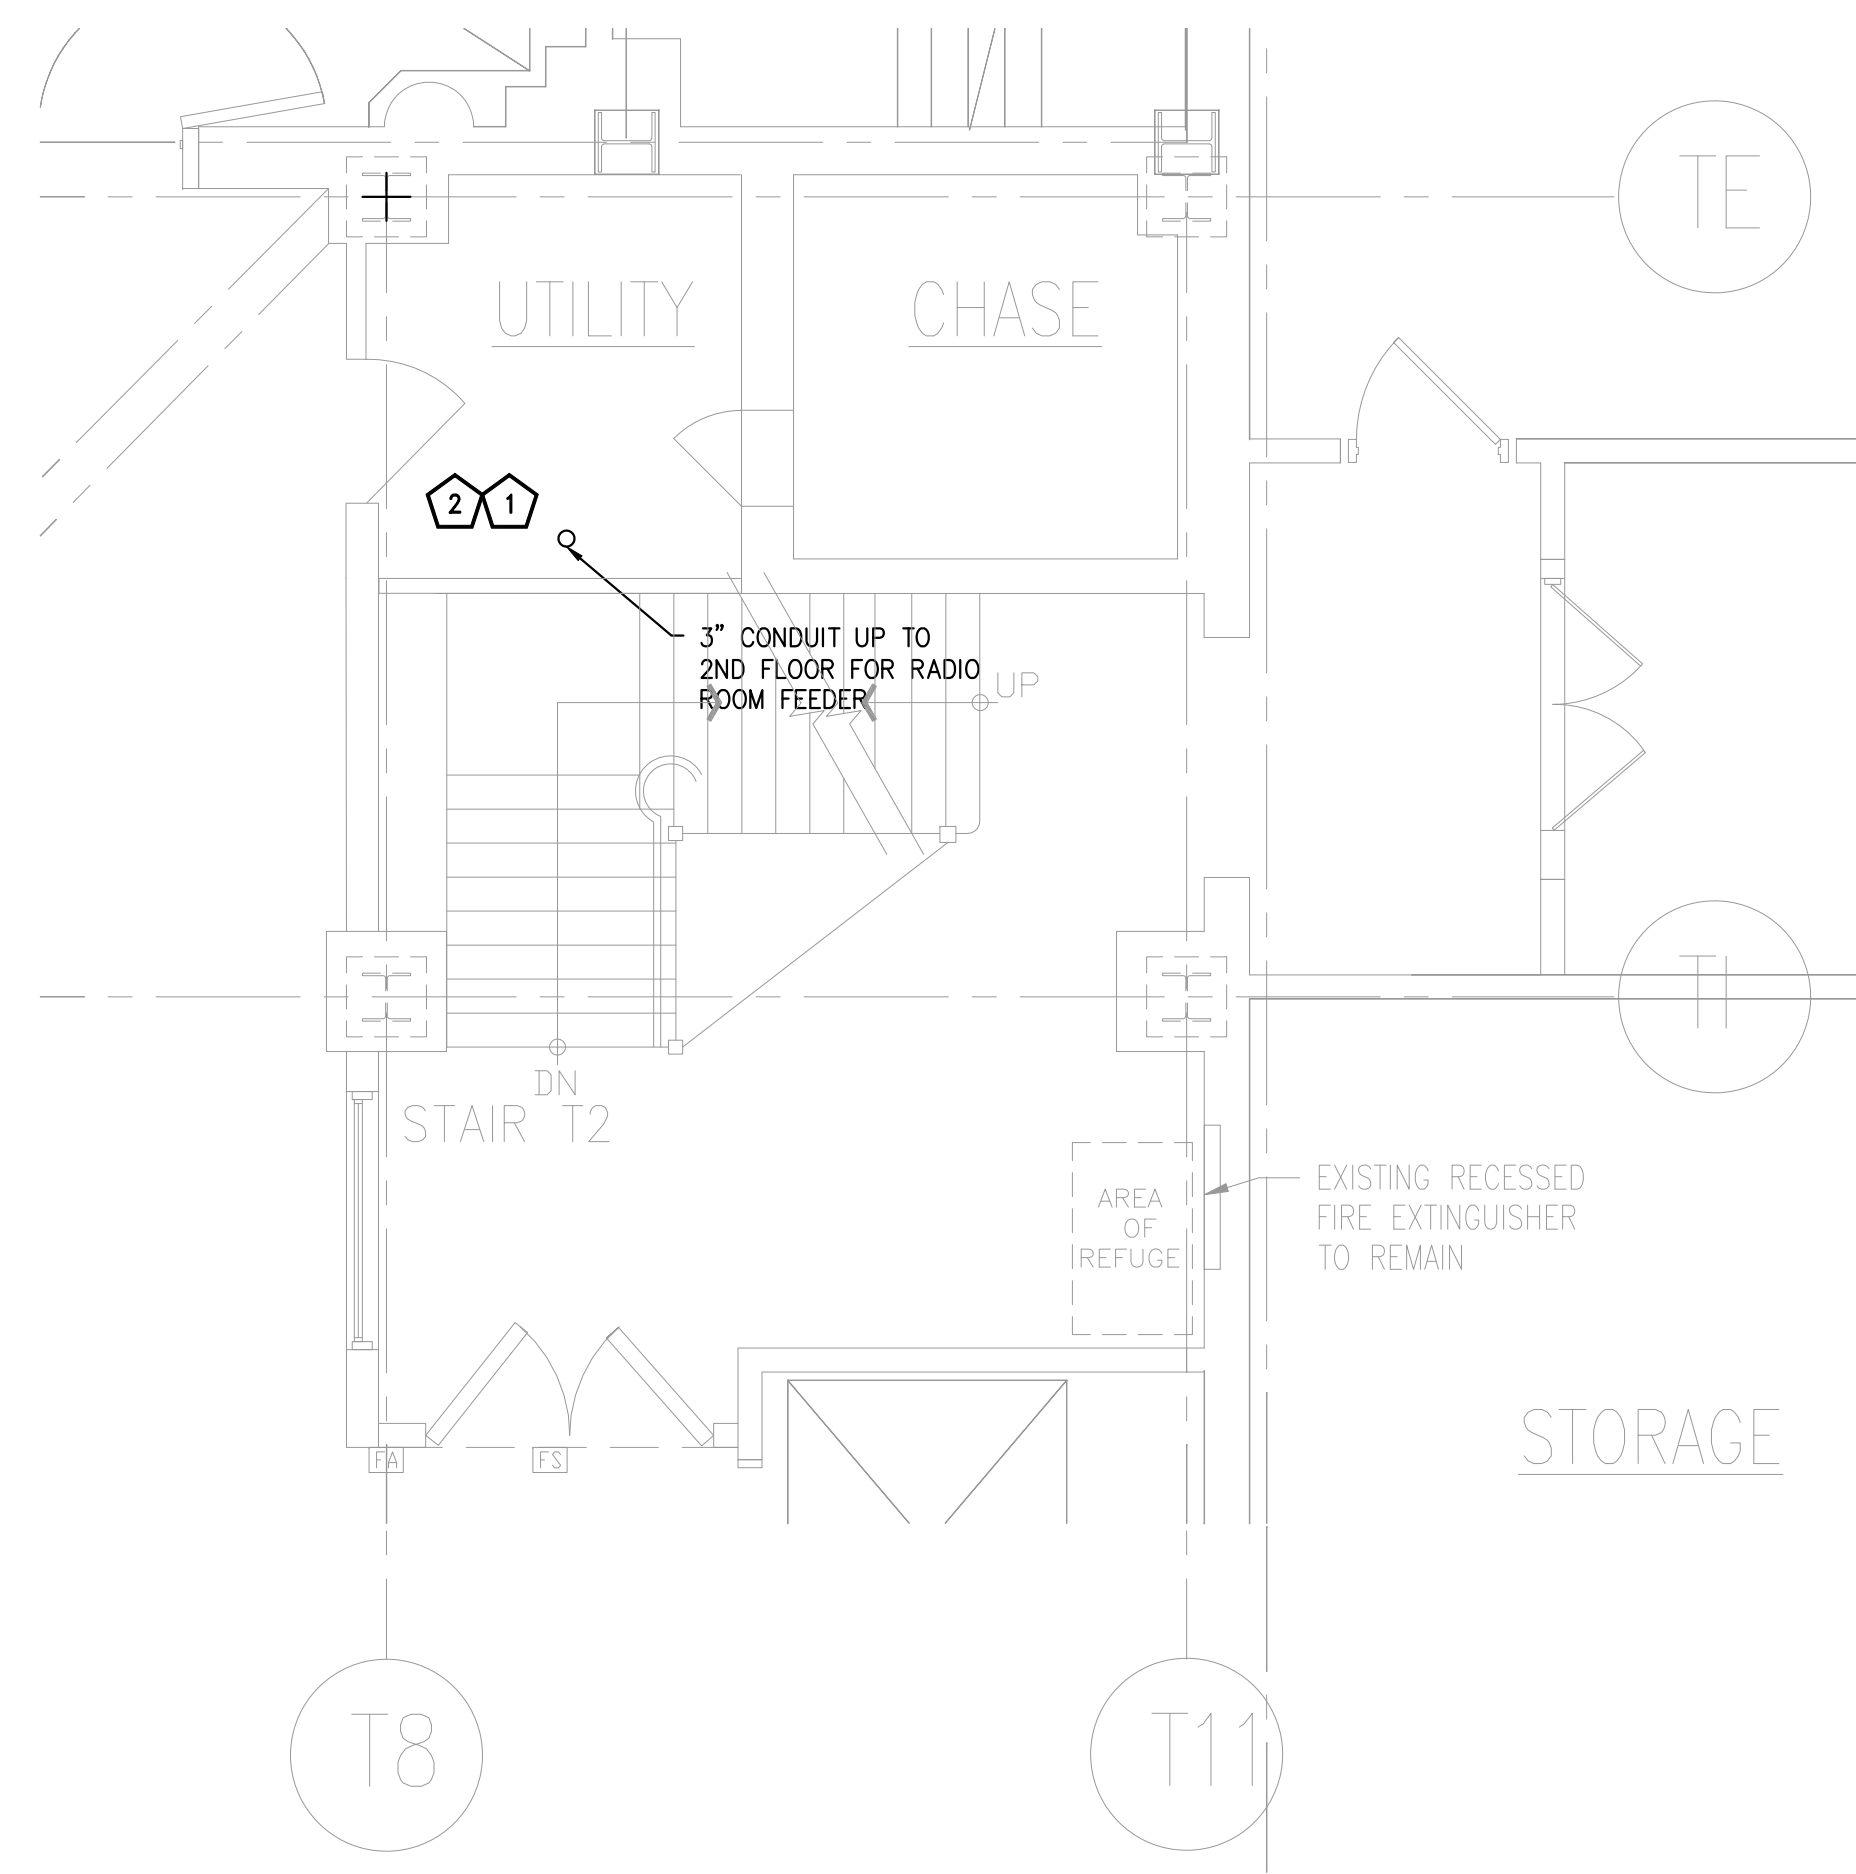 TE
UTILITY
CHASE
2 1
3" CONDUIT UP TO
2ND FLOOR FOR RADIO
ROOM FEEDER
UP
TI
DN
STAIR T2
AREA
OF
REFUGE
EXISTING RECESSED
FIRE EXTINGUISHER
TO REMAIN
STORAGE
FA
FS
T8
T11